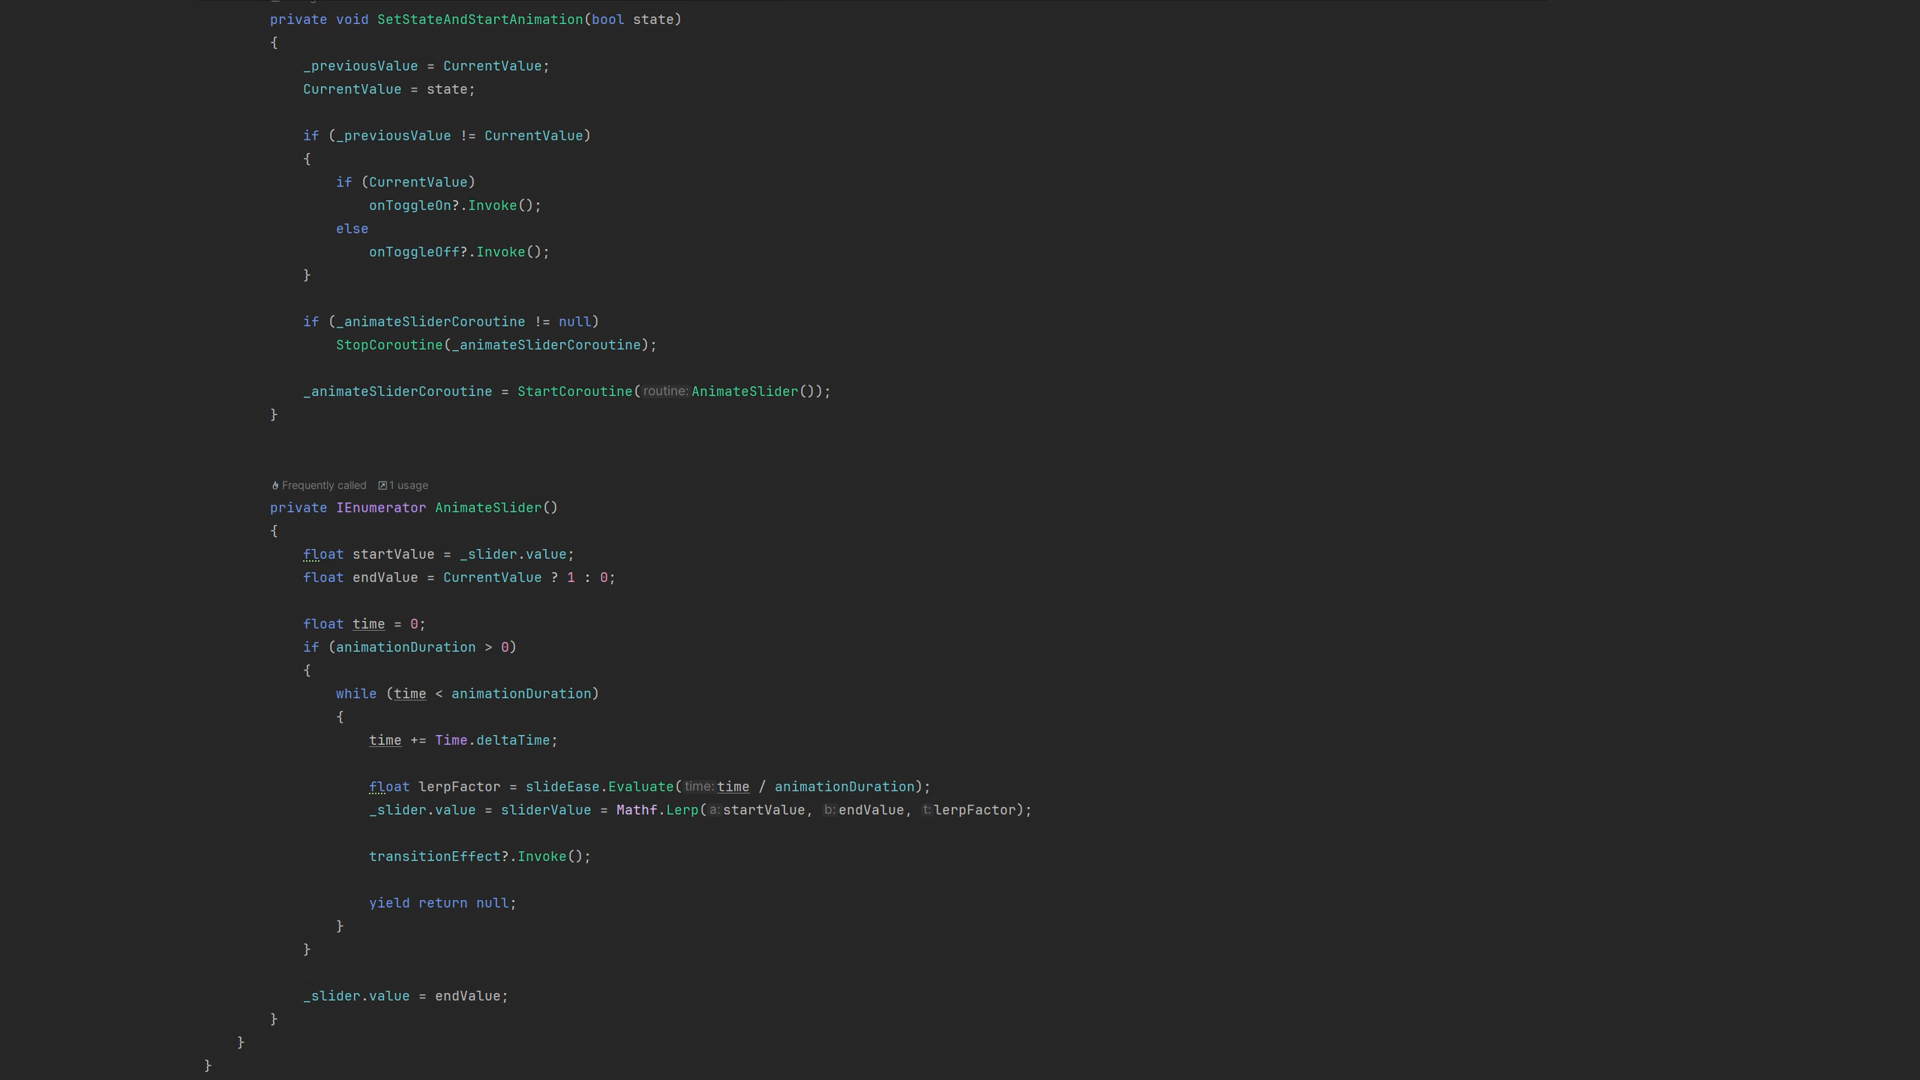 private void SetStateAndStartAnimation(bool state)
{
_previousValue = CurrentValue;
CurrentValue = state;
if (_previousValue != CurrentValue)
{
if (CurrentValue)
onToggleOn?.Invoke();
else
onToggleOff?.Invoke();
}
if (_animateSliderCoroutine != null)
StopCoroutine(_animateSliderCoroutine);
_animateSliderCoroutine = StartCoroutine( routine: AnimateSlider());
}
Frequently called 1 usage
private IEnumerator AnimateSlider()
{
float startValue = _slider.value;
float endValue = CurrentValue ? 1 : 0;
float time = 0;
if (animationDuration > 0)
{
while (time < animationDuration)
{
time += Time.deltaTime;
float lerpFactor = slideEase.Evaluate( time: time / animationDuration);
_slider.value = sliderValue = Mathf.Lerp( a: startValue, b: endValue, t: lerpFactor);
transitionEffect?.Invoke();
yield return null;
}
}
_slider.value = endValue;
}
}
}